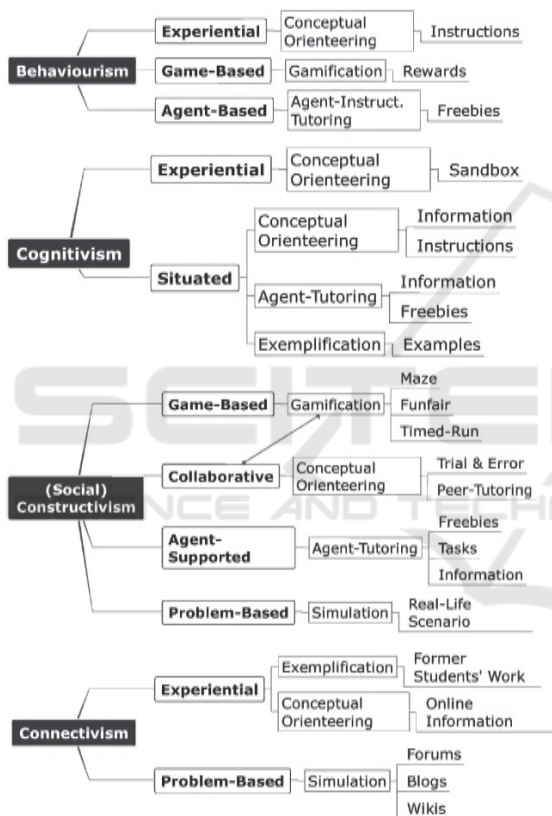 Experiential
Conceptual
Orienteering
Instructions
Behaviourism
Game-Based
Gamification
Rewards
Agent-Based
Agent-Instruct.
Tutoring
Freebies
Experiential
Conceptual
Orienteering
Sandbox
Cognitivism
Situated
Conceptual
Orienteering
Information
Instructions
Agent-Tutoring
Information
Freebies
Exemplification
Examples
Game-Based
Gamification
Maze
Funfair
Timed-Run
(Social)
Constructivism
Collaborative
Conceptual
Orienteering
Trial & Error
Peer-Tutoring
Agent-
Supported
Agent-Tutoring
Freebies
Tasks
Information
Problem-Based
Simulation
Real-Life
Scenario
Connectivism
Experiential
Exemplification
Former
Students' Work
Conceptual
Orienteering
Online
Information
Problem-Based
Simulation
Forums
Blogs
Wikis